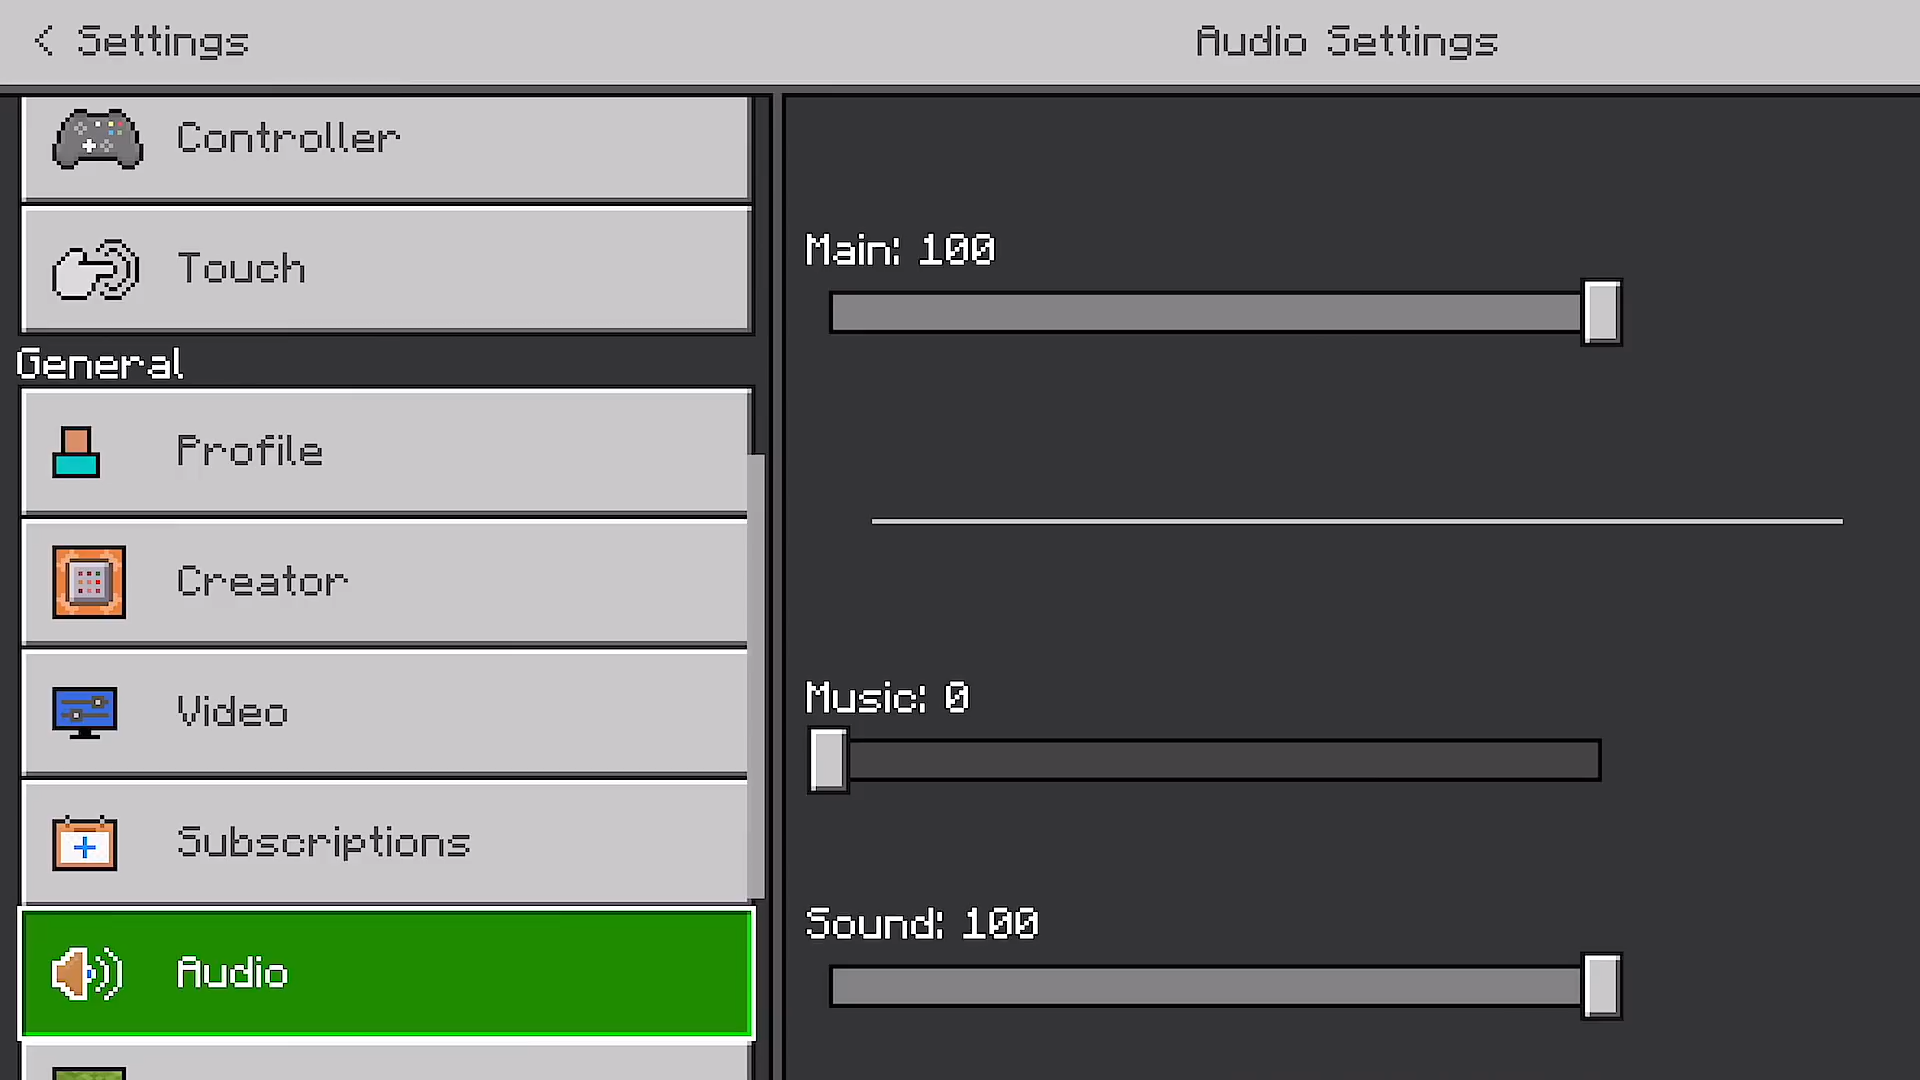 Settings
Audio Settings
Controller
Touch
General
Profile
Creator
Video
Subscriptions
Audio
Main: 100
Music: 0
Sound: 100